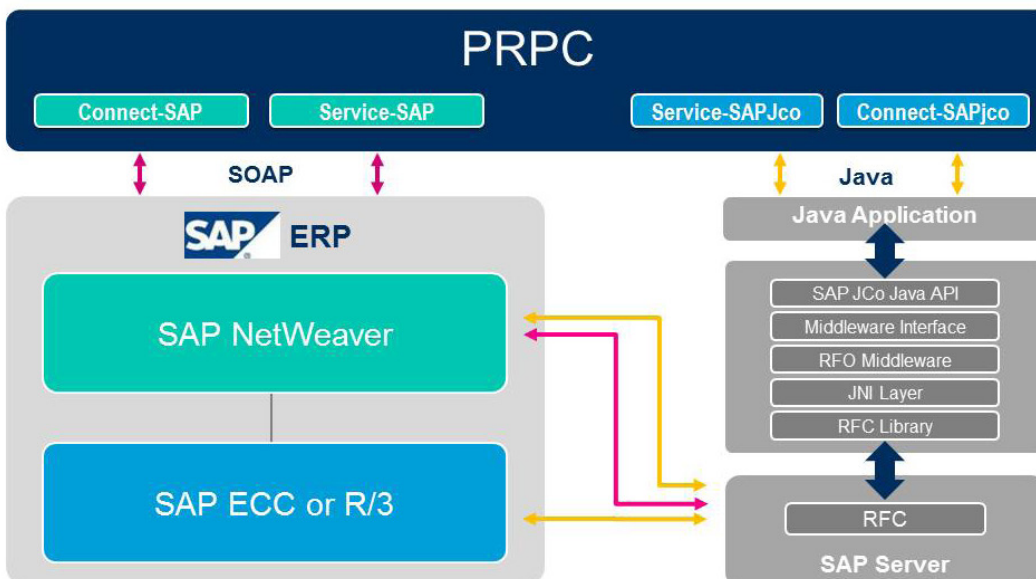 PRPC
Connect-SAP
Service-SAP
Service-SAPJco
Connect-SAPjco
SOAP
Java
SAP ERP
SAP NetWeaver
SAP ECC or R/3
Java Application
SAP JCo Java API
Middleware Interface
RFO Middleware
JNI Layer
RFC Library
RFC
SAP Server